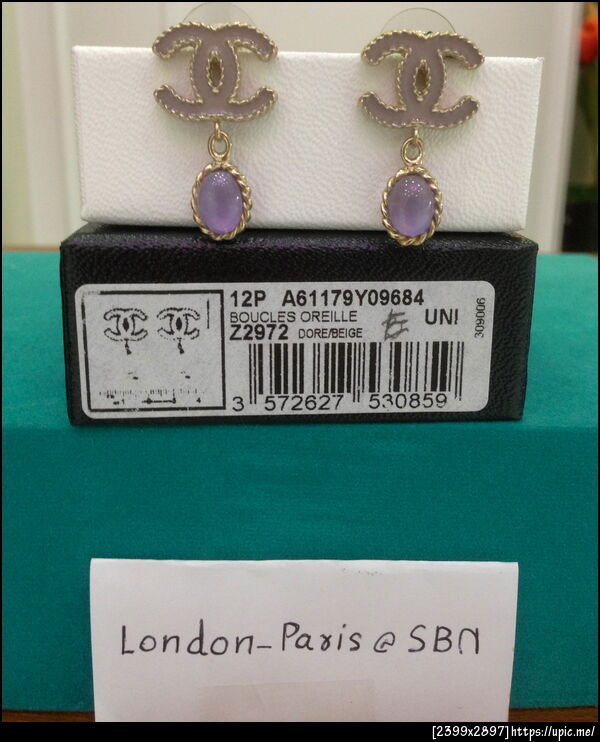 12P A61179Y09684
BOUCLES OREILLE
UNI
Z2972 DORE/BEIGE
E
309006
3 572627 530859
London-Paris @ SBN
[2399x2897]https://upic.me/